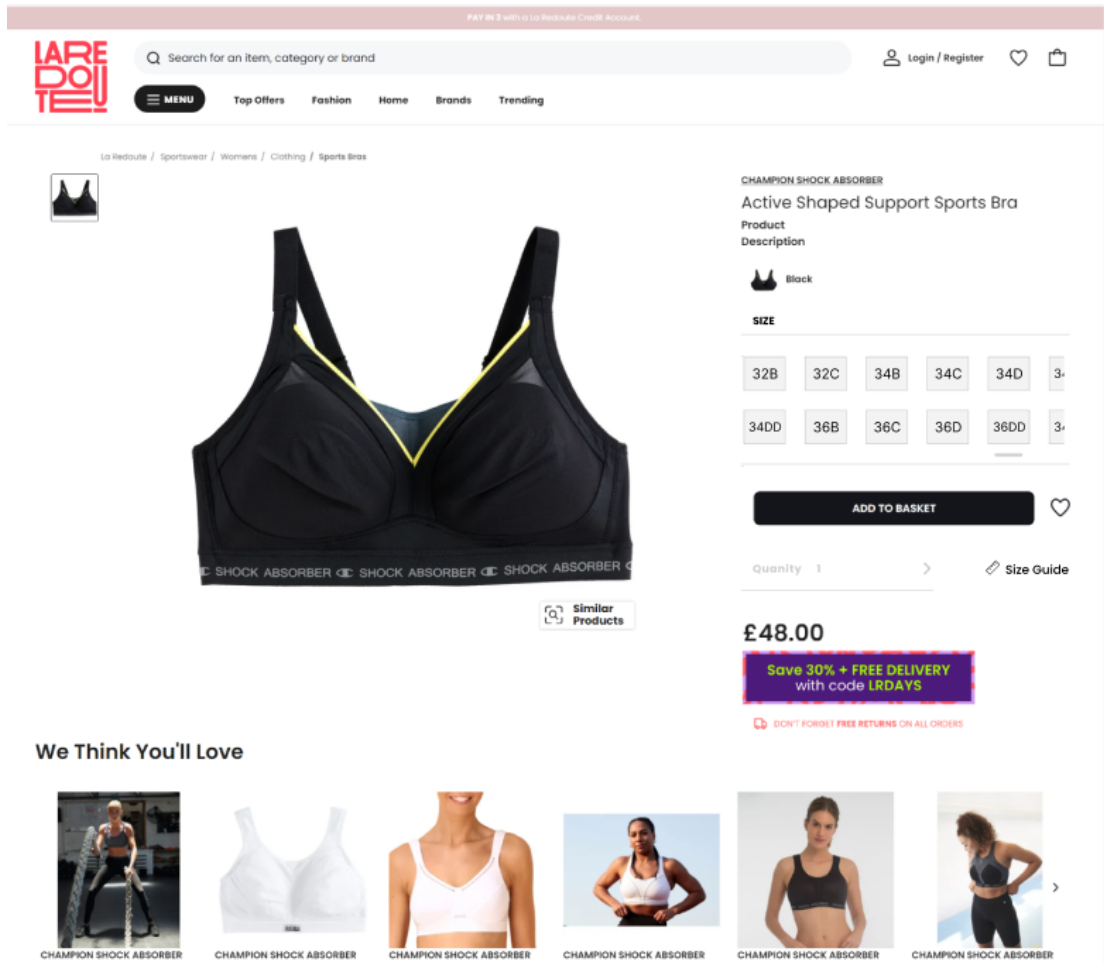 PAY IN 3 with a La Redoute Credit Account.
LA RE
DOU
TE
Search for an item, category or brand
Login / Register
MENU
Top Offers
Fashion
Home
Brands
Trending
La Redoute / Sportswear / Womens / Clothing / Sports Bras
CHAMPION SHOCK ABSORBER
Active Shaped Support Sports Bra
Product
Description
Black
SIZE
32B 32C 34B 34C 34D
34DD 36B 36C 36D 36DD
ADD TO BASKET
Quanity 1
Size Guide
SHOCK ABSORBER SHOCK ABSORBER SHOCK ABSORBER
Similar
Products
£48.00
Save 30% + FREE DELIVERY
with code LRDAYS
DON'T FORGET FREE RETURNS ON ALL ORDERS
We Think You'll Love
CHAMPION SHOCK ABSORBER
CHAMPION SHOCK ABSORBER
CHAMPION SHOCK ABSORBER
CHAMPION SHOCK ABSORBER
CHAMPION SHOCK ABSORBER
CHAMPION SHOCK ABSORBER